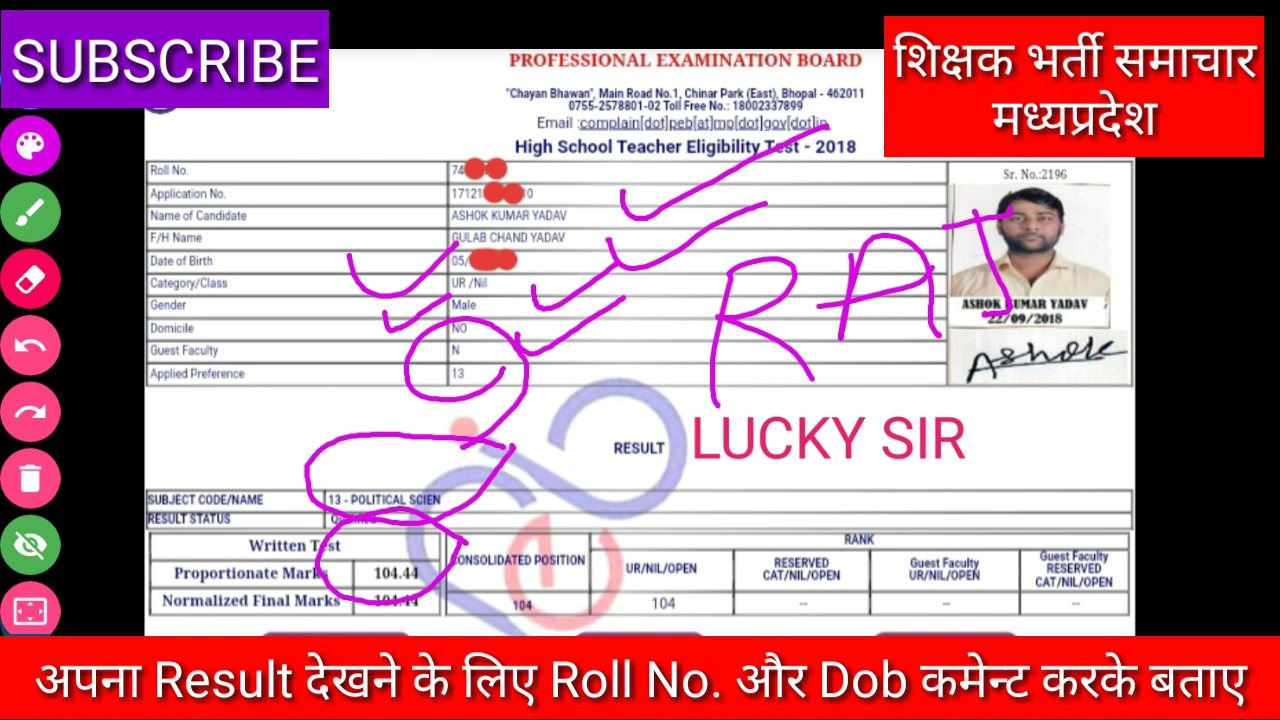 SUBSCRIBE
शिक्षक भर्ती समाचार
मध्यप्रदेश
PROFESSIONAL EXAMINATION BOARD
"Chayan Bhawan", Main Road No.1, Chinar Park (East), Bhopal - 462011
0755-2578801-02 Toll Free No.: 18002337899
Email :complain[dot]peb[at]mp[dot]gov[dot]in
High School Teacher Eligibility Test - 2018
Sr. No.:2196
Roll No. 74
Application No. 17121 10
Name of Candidate ASHOK KUMAR YADAV
F/H Name GULAB CHAND YADAV
Date of Birth 05/
Category/Class UR /Nil
Gender Male
Domicile NO
Guest Faculty N
Applied Preference 13
ASHOK KUMAR YADAV
22/09/2018
Ashok
RAJ
RESULT LUCKY SIR
SUBJECT CODE/NAME 13 - POLITICAL SCIEN
RESULT STATUS
Written Test CONSOLIDATED POSITION RANK
UR/NIL/OPEN RESERVED CAT/NIL/OPEN Guest Faculty UR/NIL/OPEN Guest Faculty RESERVED CAT/NIL/OPEN
Proportionate Marks 104.44
Normalized Final Marks 104.44 104 104 -- -- --
अपना Result देखने के लिए Roll No. और Dob कमेन्ट करके बताए